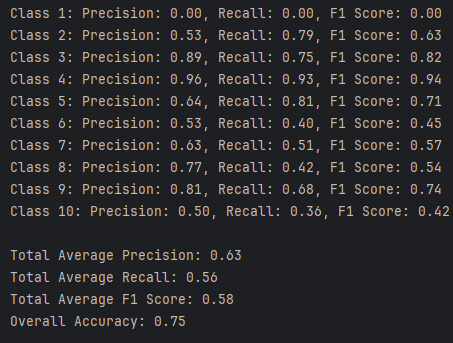 Class 1: Precision: 0.00, Recall: 0.00, F1 Score: 0.00
Class 2: Precision: 0.53, Recall: 0.79, F1 Score: 0.63
Class 3: Precision: 0.89, Recall: 0.75, F1 Score: 0.82
Class 4: Precision: 0.96, Recall: 0.93, F1 Score: 0.94
Class 5: Precision: 0.64, Recall: 0.81, F1 Score: 0.71
Class 6: Precision: 0.53, Recall: 0.40, F1 Score: 0.45
Class 7: Precision: 0.63, Recall: 0.51, F1 Score: 0.57
Class 8: Precision: 0.77, Recall: 0.42, F1 Score: 0.54
Class 9: Precision: 0.81, Recall: 0.68, F1 Score: 0.74
Class 10: Precision: 0.50, Recall: 0.36, F1 Score: 0.42
Total Average Precision: 0.63
Total Average Recall: 0.56
Total Average F1 Score: 0.58
Overall Accuracy: 0.75